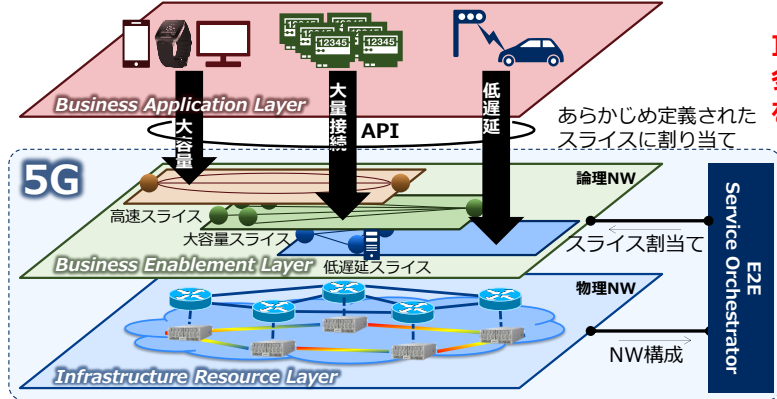 12345
12345
12345
12345
12345
Business Application Layer
大容量
大量接続
低遅延
API
あらかじめ定義された
スライスに割り当て
5G
論理NW
高速スライス
大容量スライス
低遅延スライス
Business Enablement Layer
スライス割当て
E2E
Service Orchestrator
物理NW
NW構成
Infrastructure Resource Layer